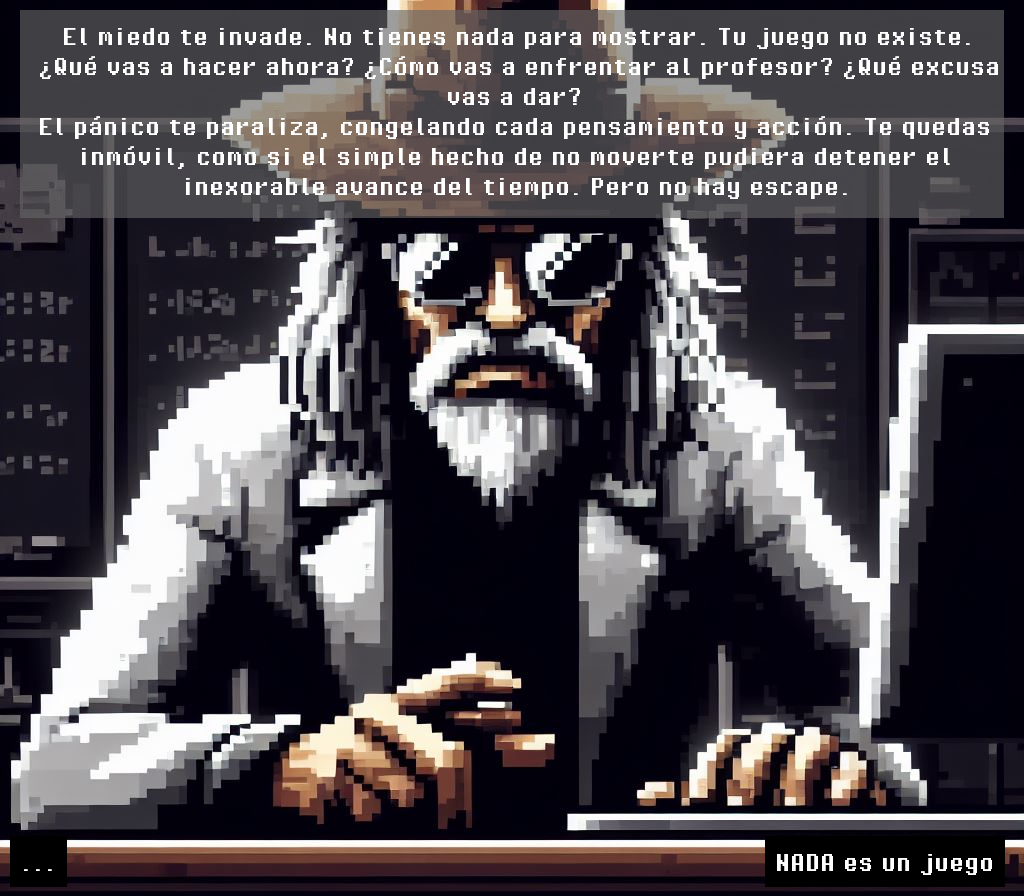 El miedo te invade. No tienes nada para mostrar. Tu juego no existe.
¿Qué vas a hacer ahora? ¿Cómo vas a enfrentar al profesor? ¿Qué excusa
vas a dar?
El pánico te paraliza, congelando cada pensamiento y acción. Te quedas
inmóvil, como si el simple hecho de no moverte pudiera detener el
inexorable avance del tiempo. Pero no hay escape.
...
NADA es un juego